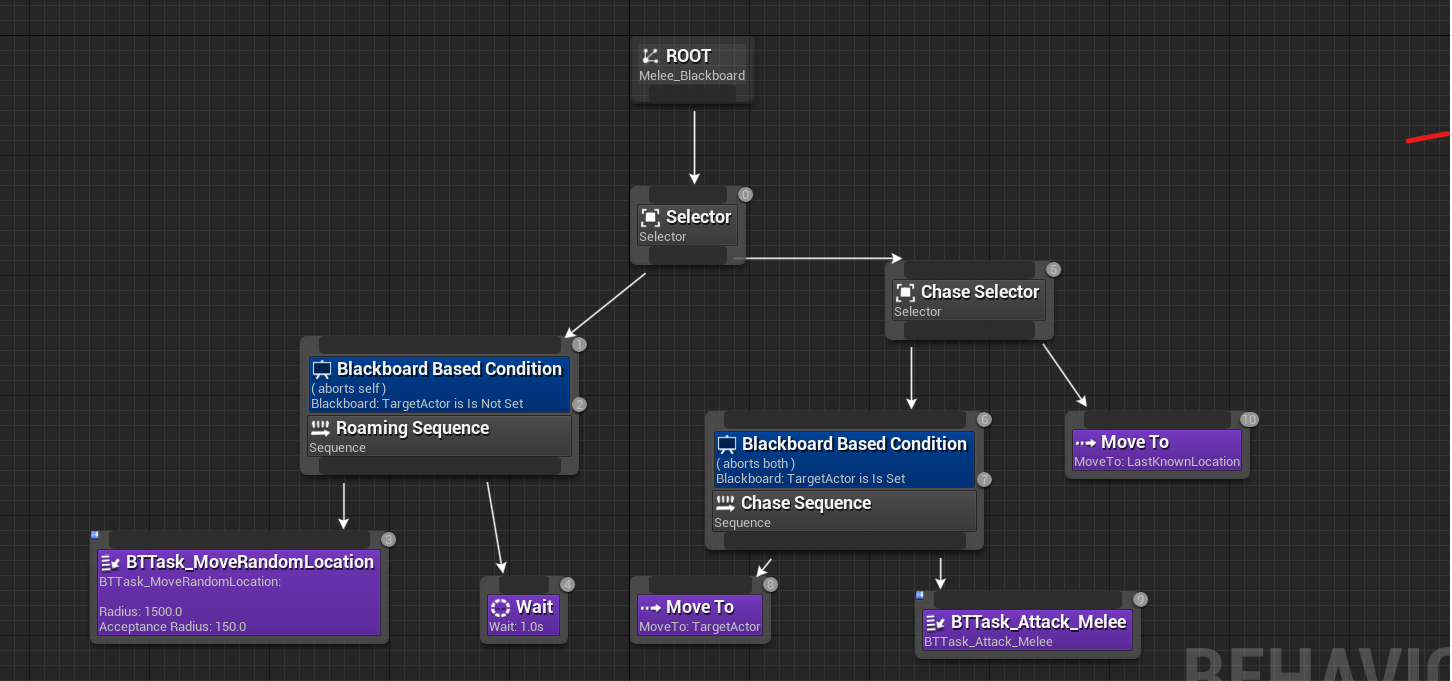 ROOT
Melee_Blackboard
0
Selector
Selector
5
Chase Selector
Selector
1
Blackboard Based Condition
( aborts self )
Blackboard: TargetActor is Is Not Set
2
Roaming Sequence
Sequence
6
Blackboard Based Condition
( aborts both )
Blackboard: TargetActor is Is Set
7
Chase Sequence
Sequence
10
Move To
MoveTo: LastKnownLocation
3
BTTask_MoveRandomLocation
BTTask_MoveRandomLocation:
Radius: 1500.0
Acceptance Radius: 150.0
4
Wait
Wait: 1.0s
8
Move To
MoveTo: TargetActor
9
BTTask_Attack_Melee
BTTask_Attack_Melee